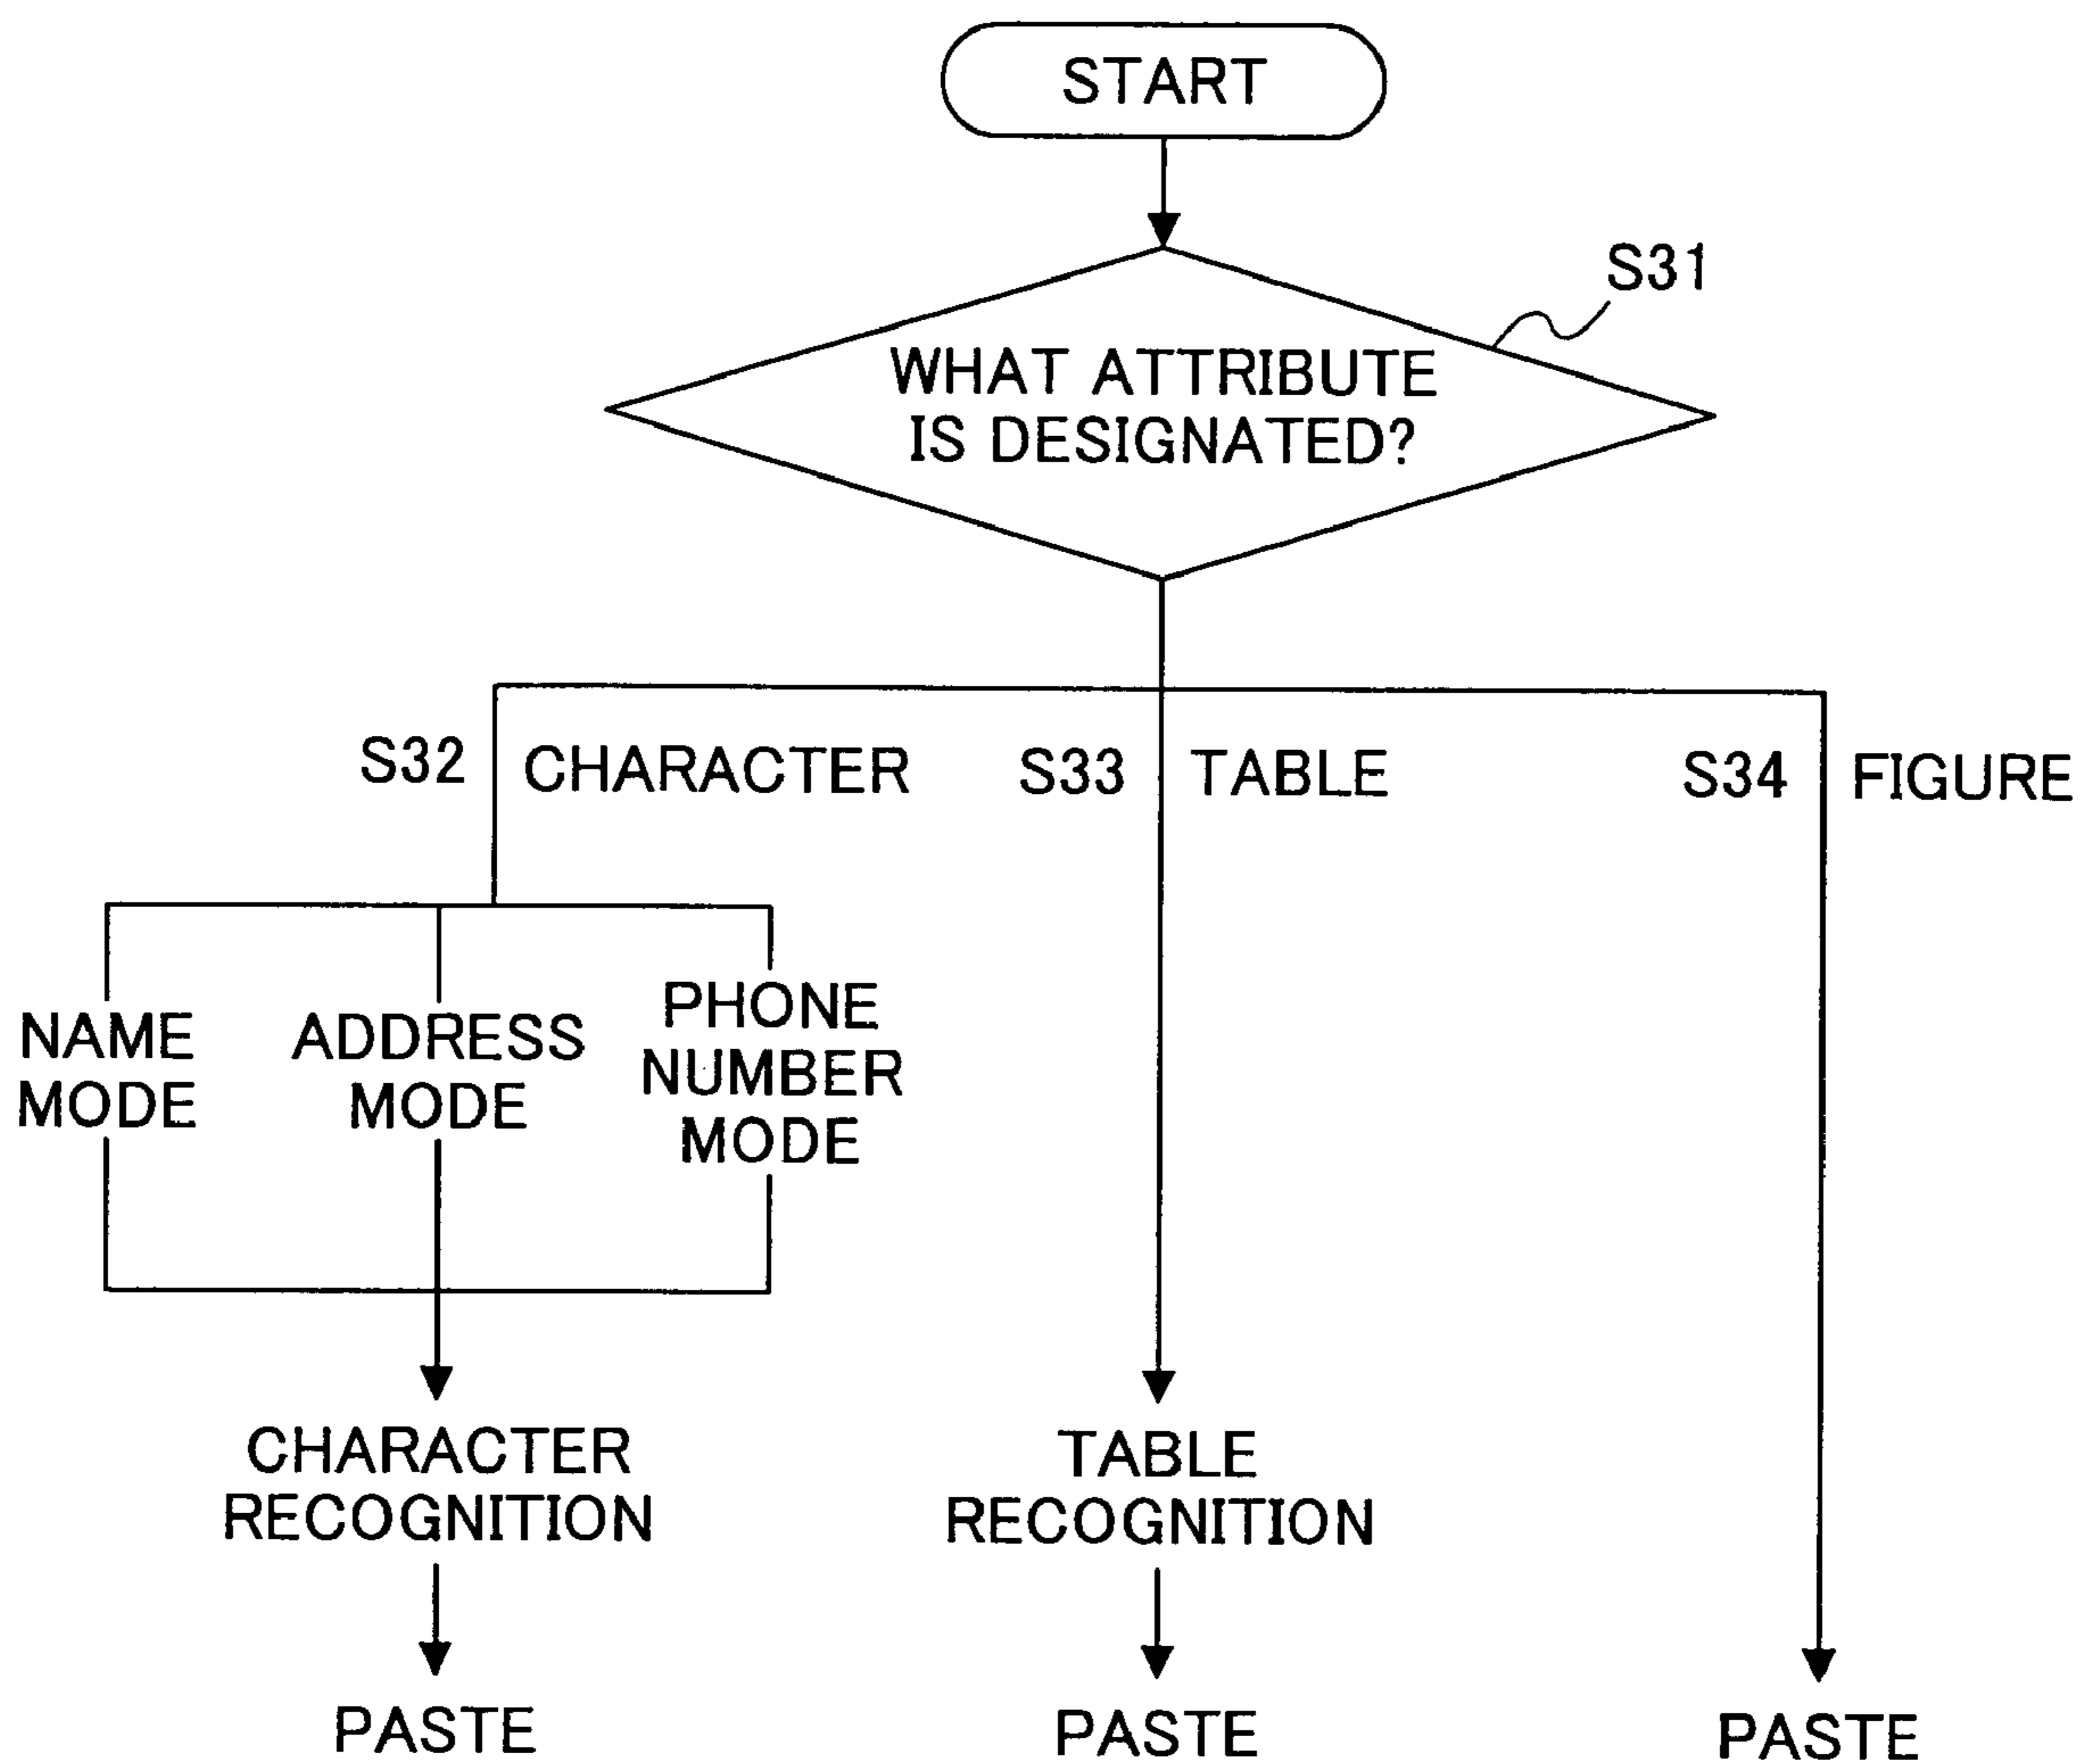 START
S31
WHAT ATTRIBUTE
IS DESIGNATED?
S32 CHARACTER
S33 TABLE
S34 FIGURE
NAME
MODE
ADDRESS
MODE
PHONE
NUMBER
MODE
CHARACTER
RECOGNITION
TABLE
RECOGNITION
PASTE
PASTE
PASTE